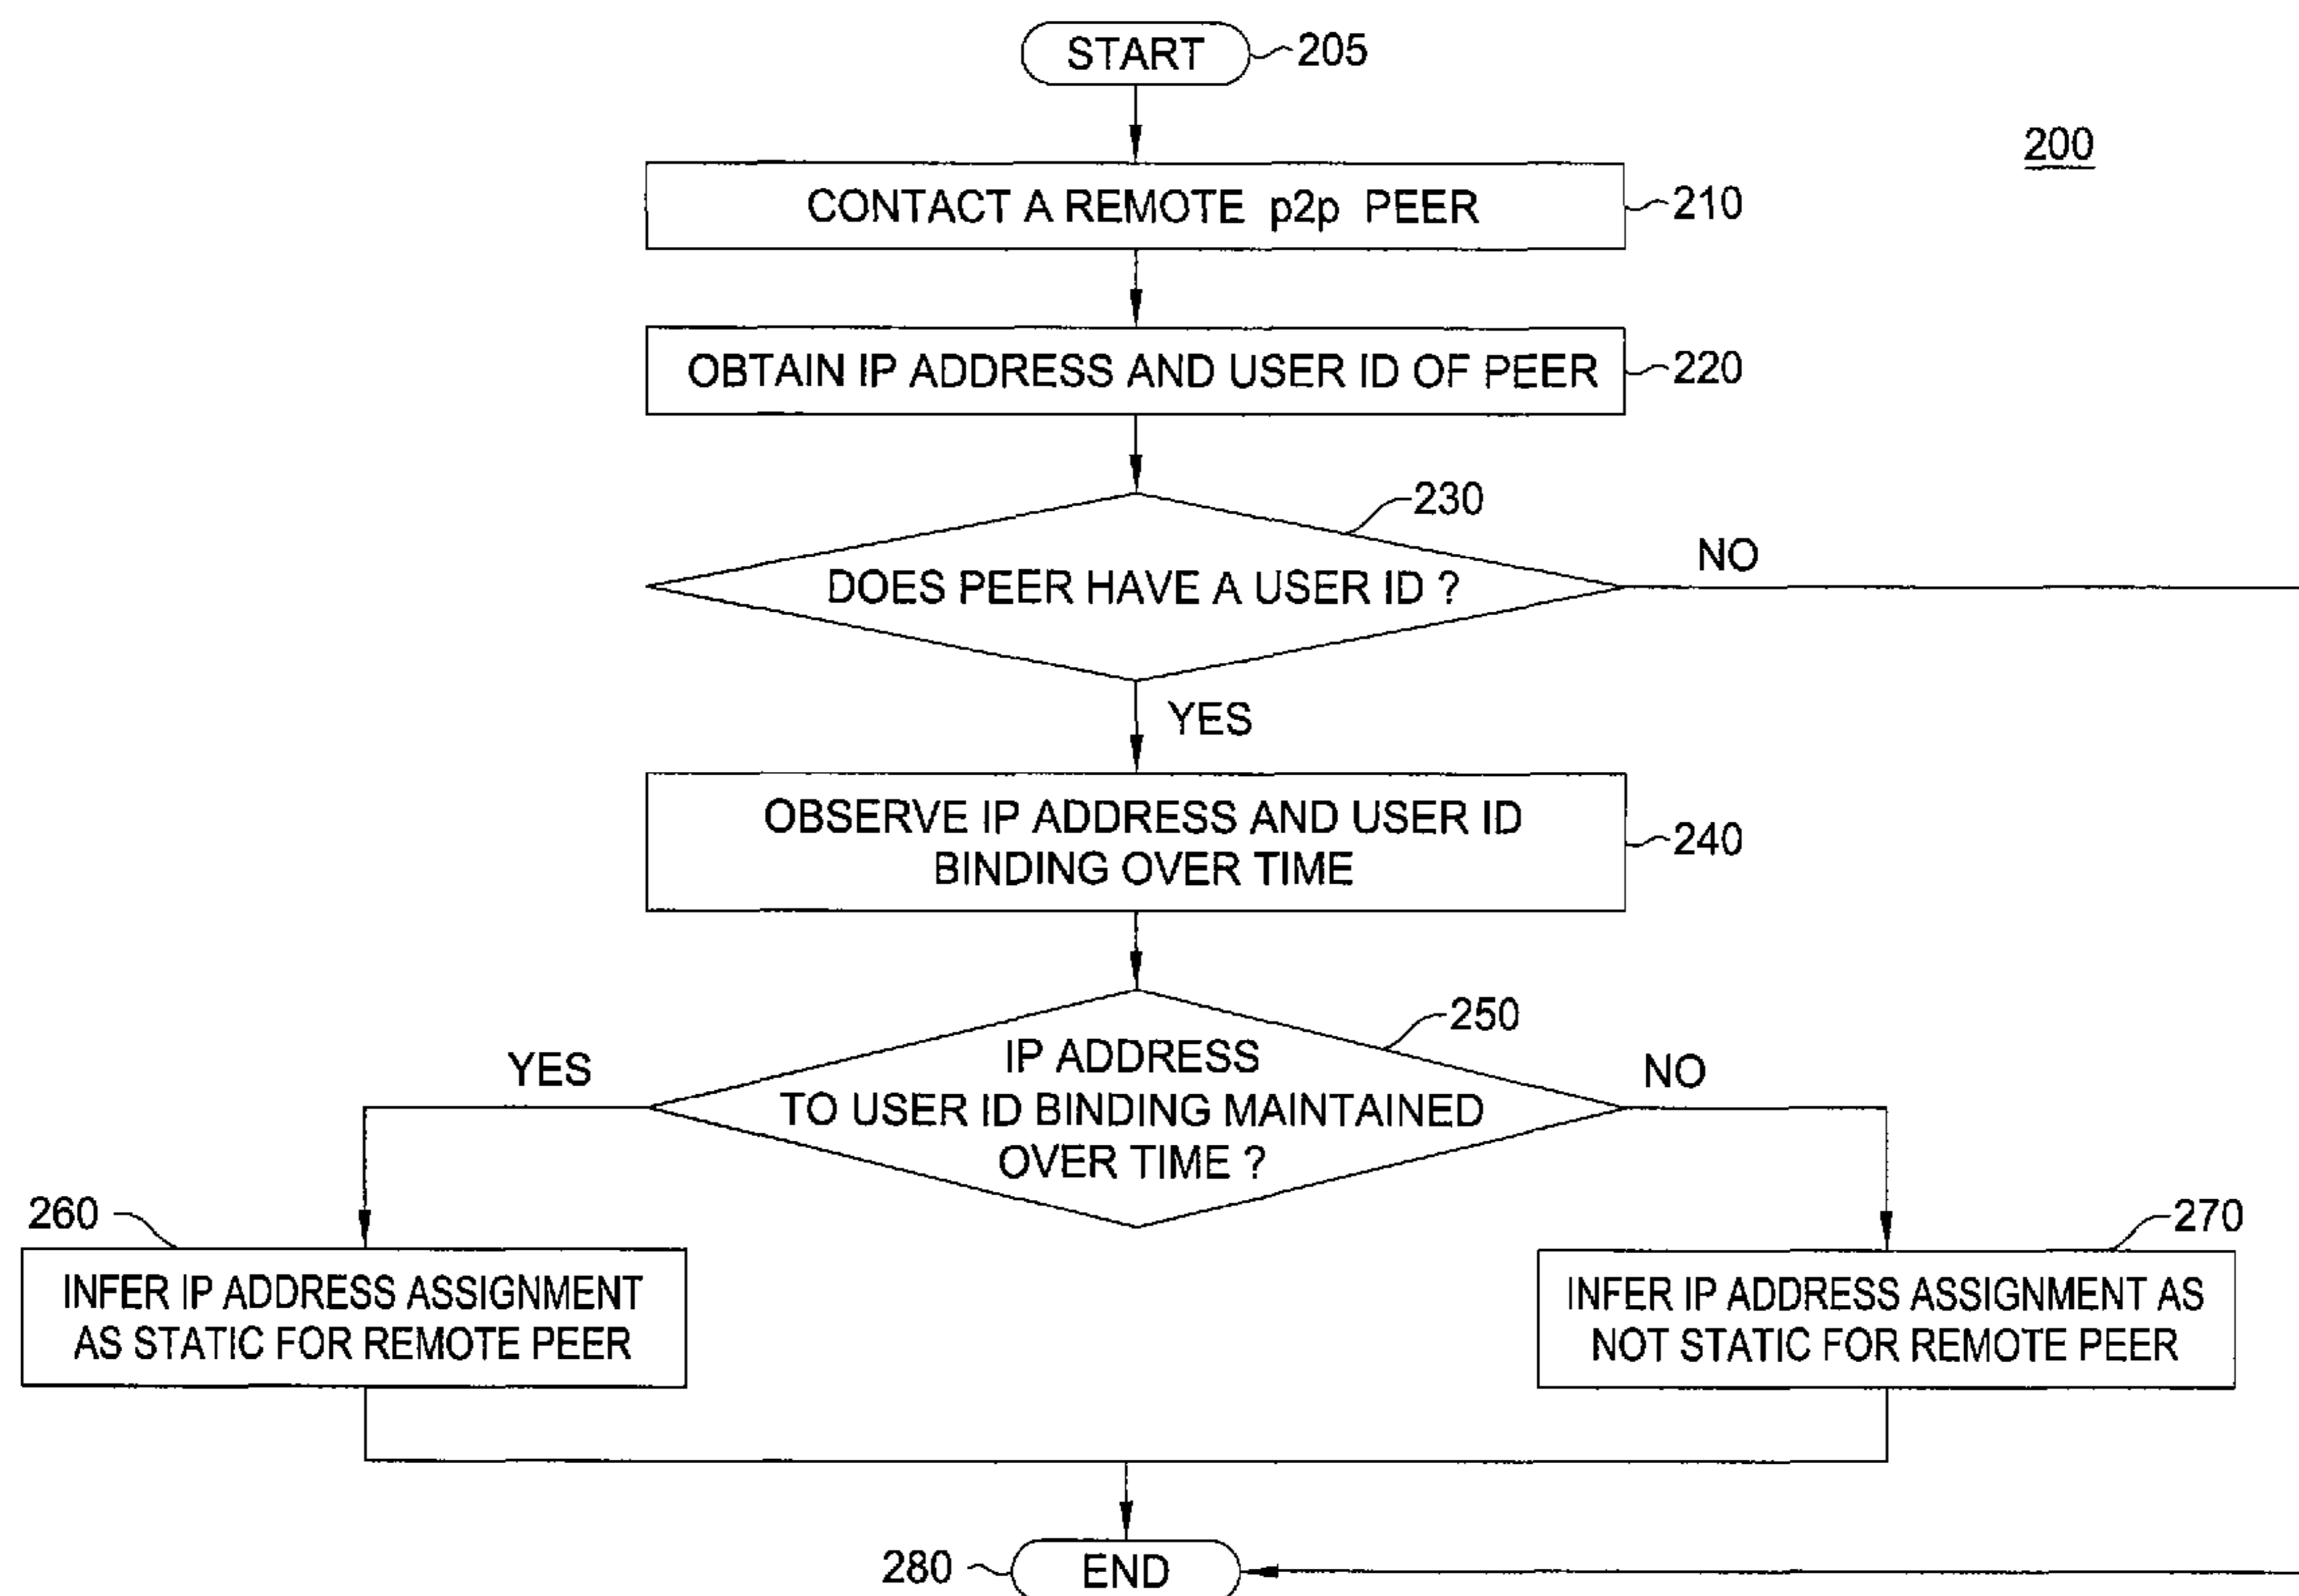 START
205
200
CONTACT A REMOTE p2p PEER
210
OBTAIN IP ADDRESS AND USER ID OF PEER
220
230
DOES PEER HAVE A USER ID ?
NO
YES
OBSERVE IP ADDRESS AND USER ID
BINDING OVER TIME
240
250
YES
IP ADDRESS
TO USER ID BINDING MAINTAINED
OVER TIME ?
NO
260
INFER IP ADDRESS ASSIGNMENT
AS STATIC FOR REMOTE PEER
270
INFER IP ADDRESS ASSIGNMENT AS
NOT STATIC FOR REMOTE PEER
280
END